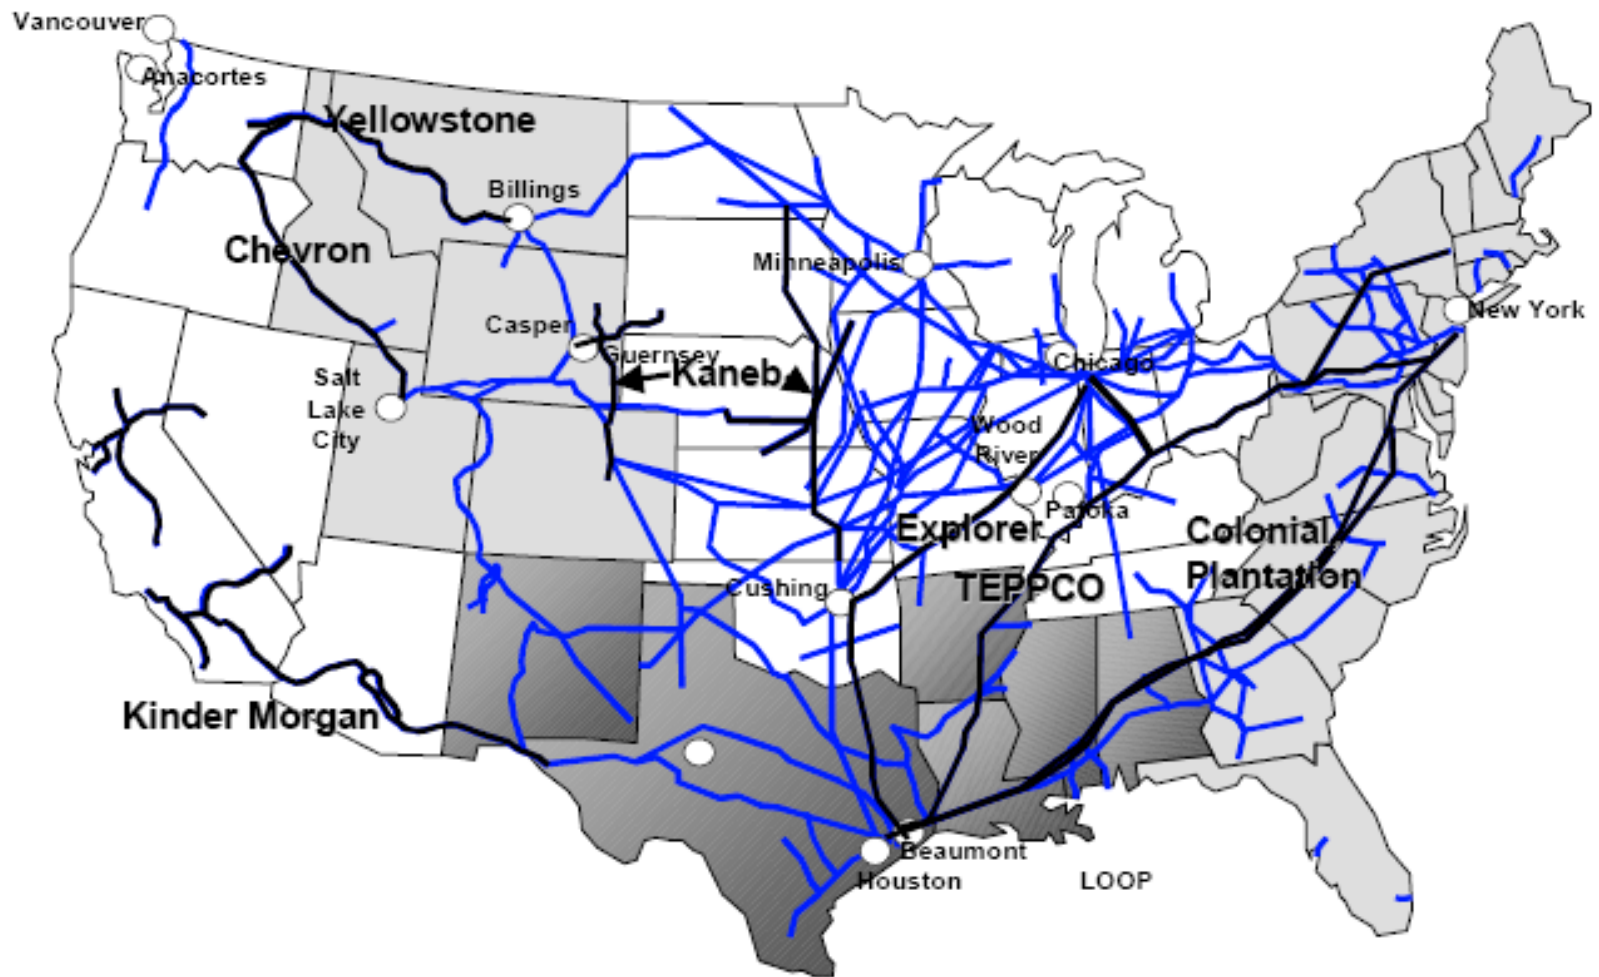 Vancouver
Anacortes
Yellowstone
Billings
Chevron
Minneapolis
New York
Casper
Guernsey
Chicago
Kaneb
Salt
Lake
City
Wood
River
Patoka
Explorer
Colonial
Plantation
Cushing
TEPPCO
Kinder Morgan
Beaumont
Houston
LOOP